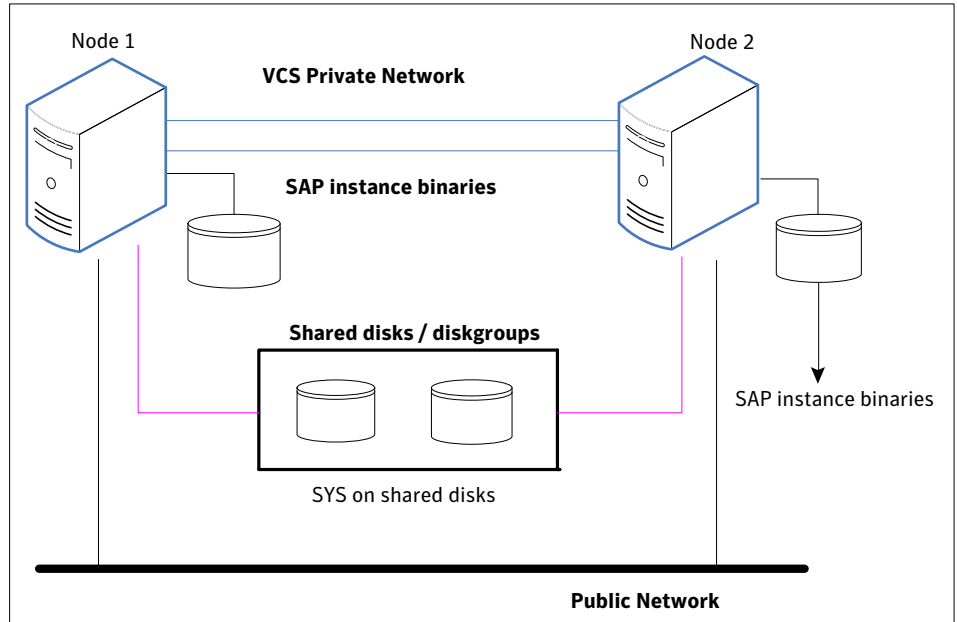 Node 1
Node 2
VCS Private Network
SAP instance binaries
Shared disks / diskgroups
SAP instance binaries
SYS on shared disks
Public Network